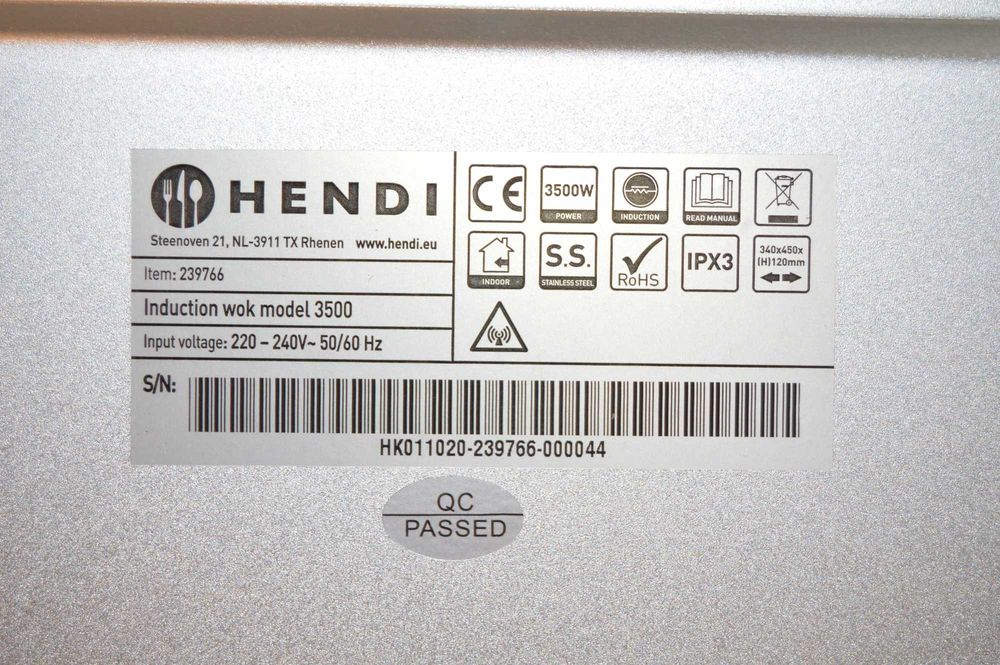 HENDI
Steenoven 21, NL-3911 TX Rhenen www.hendi.eu
Item: 239766
Induction wok model 3500
Input voltage: 220 – 240V~ 50/60 Hz
CE
3500W
POWER
INDUCTION
READ MANUAL
INDOOR
S.S.
STAINLESS STEEL
RoHS
IPX3
340x450x
(H)120mm
S/N:
HK011020-239766-000044
QC
PASSED